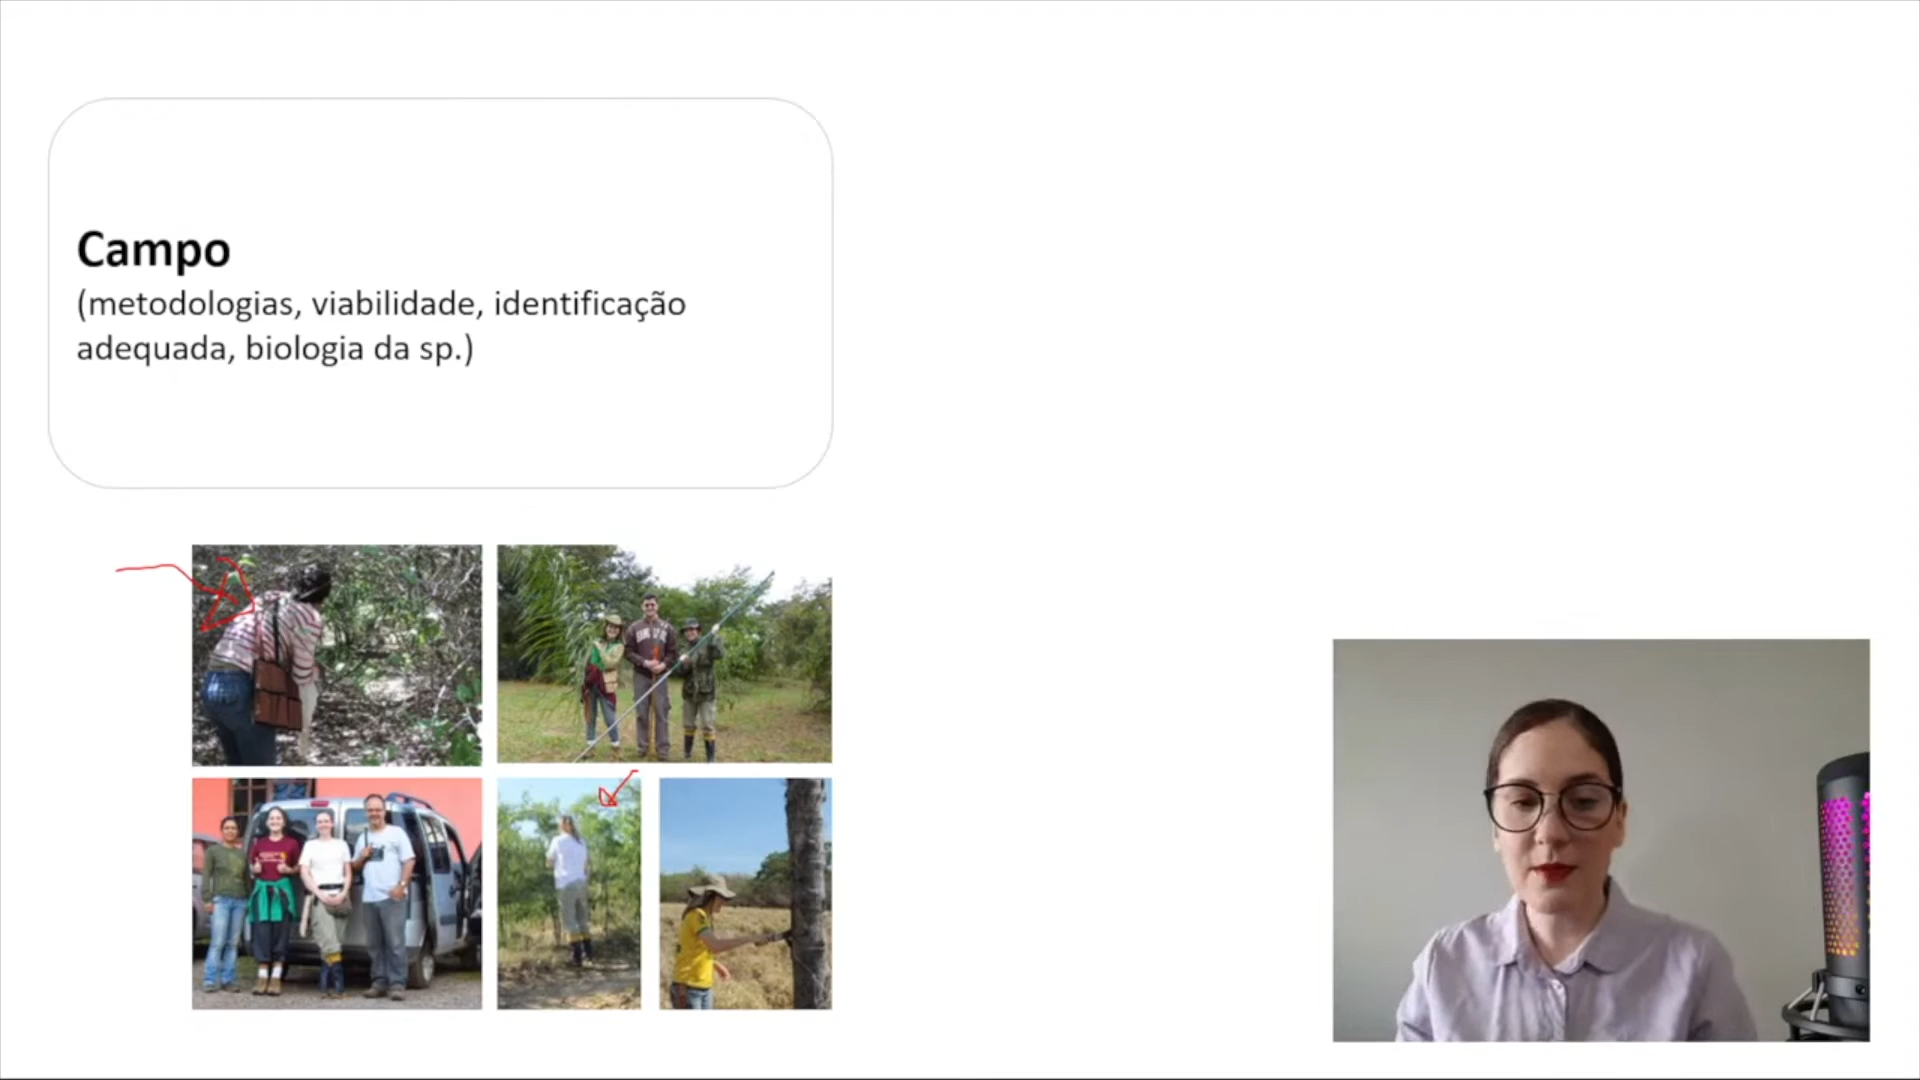 Campo
(metodologias, viabilidade, identificação
adequada, biologia da sp.)